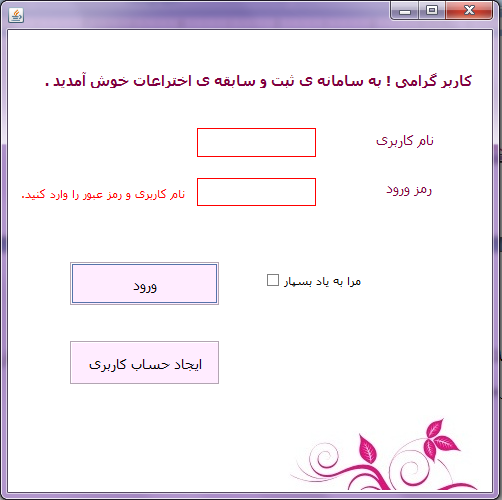 کاربر گرامی ! به سامانه ی ثبت و سابقه ی اختراعات خوش آمدید .
نام کاربری
رمز ورود
نام کاربری و رمز عبور را وارد کنید.
مرا به یاد بسپار
ورود
ایجاد حساب کاربری